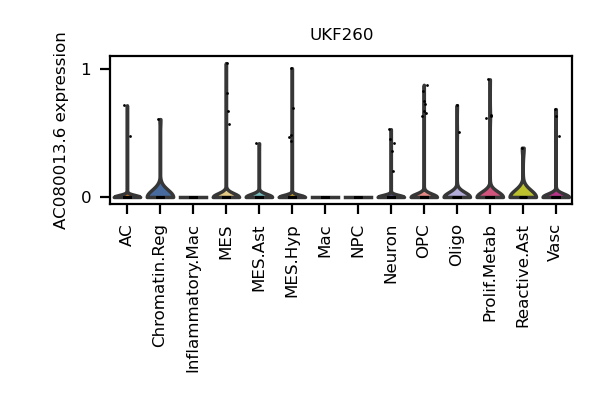 UKF260
AC080013.6 expression
1
0
AC
Chromatin.Reg
Inflammatory.Mac
MES
MES.Ast
MES.Hyp
Mac
NPC
Neuron
OPC
Oligo
Prolif.Metab
Reactive.Ast
Vasc